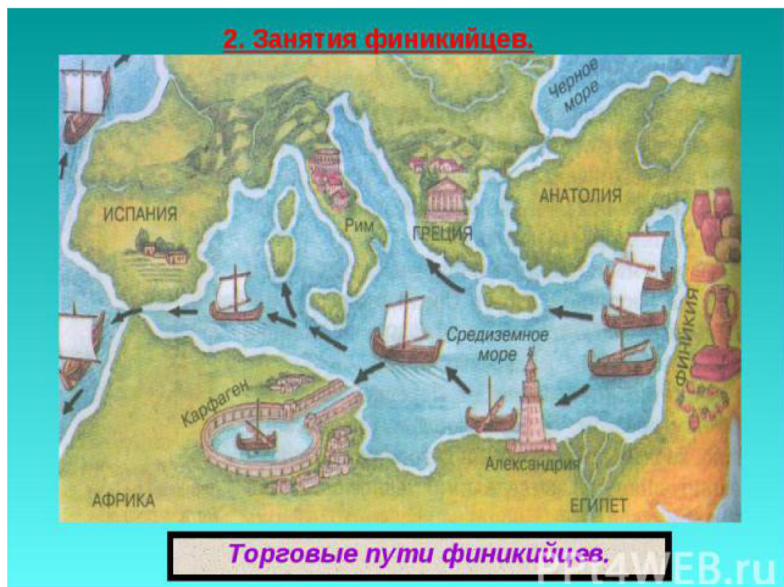 2. Занятия финикийцев.
Черное
море
ИСПАНИЯ
АНАТОЛИЯ
Рим
ГРЕЦИЯ
ФИНИКИЯ
Средиземное
море
Карфаген
Александрия
АФРИКА
ЕГИПЕТ
Торговые пути финикийцев.
PPt4WEB.ru